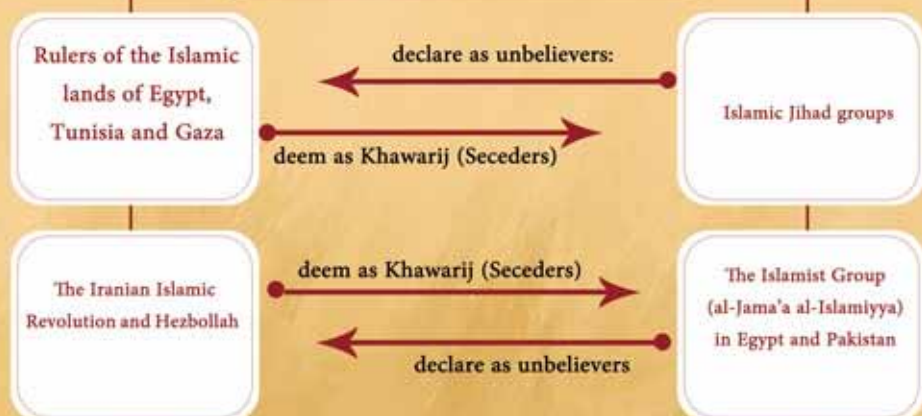 Rulers of the Islamic
lands of Egypt,
Tunisia and Gaza
declare as unbelievers:
deem as Khawarij (Seceders)
Islamic Jihad groups
The Iranian Islamic
Revolution and Hezbollah
deem as Khawarij (Seceders)
declare as unbelievers
The Islamist Group
(al-Jama'a al-Islamiyya)
in Egypt and Pakistan